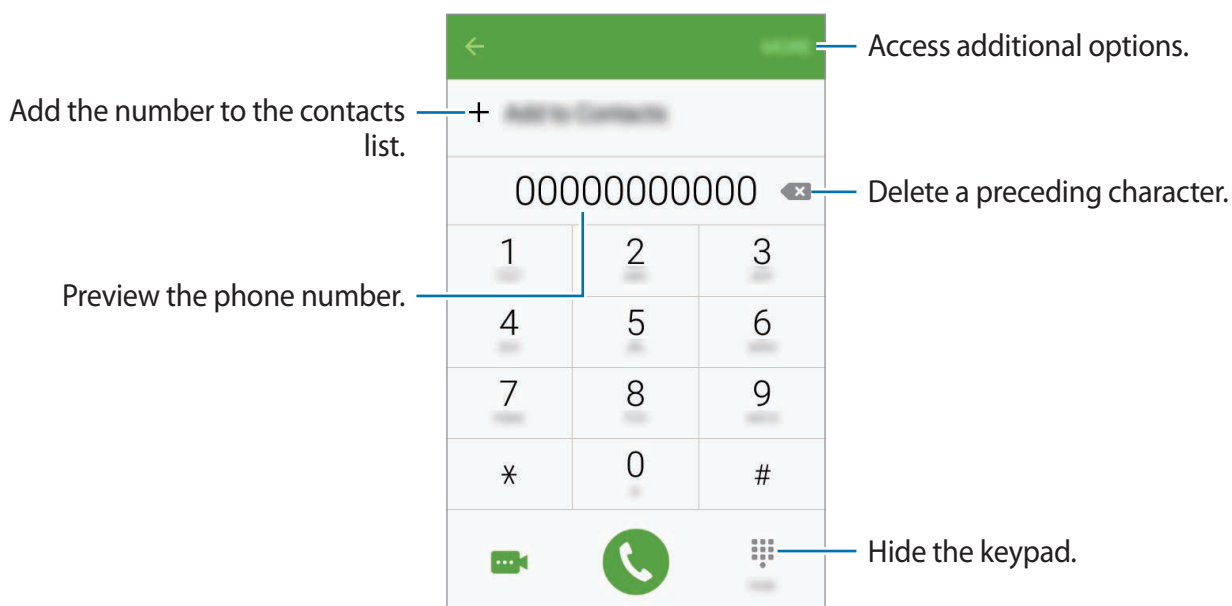 Access additional options.
Add the number to the contacts
list.
00000000000
Delete a preceding character.
1 2 3
Preview the phone number.
4 5 6
7 8 9
* 0 #
Hide the keypad.